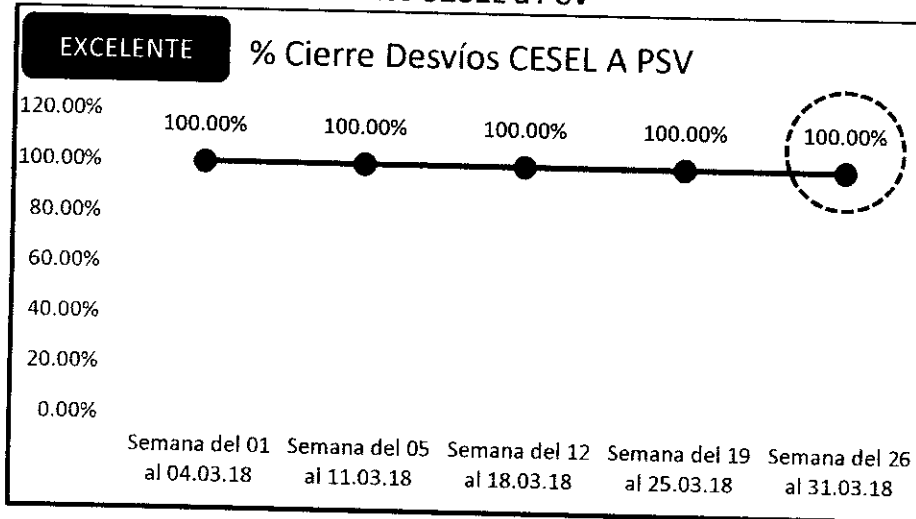 CESEL a PSV
EXCELENTE
% Cierre Desvíos CESEL A PSV
120.00%
100.00%
80.00%
60.00%
40.00%
20.00%
0.00%
100.00%
100.00%
100.00%
100.00%
100.00%
Semana del 01
al 04.03.18
Semana del 05
al 11.03.18
Semana del 12
al 18.03.18
Semana del 19
al 25.03.18
Semana del 26
al 31.03.18